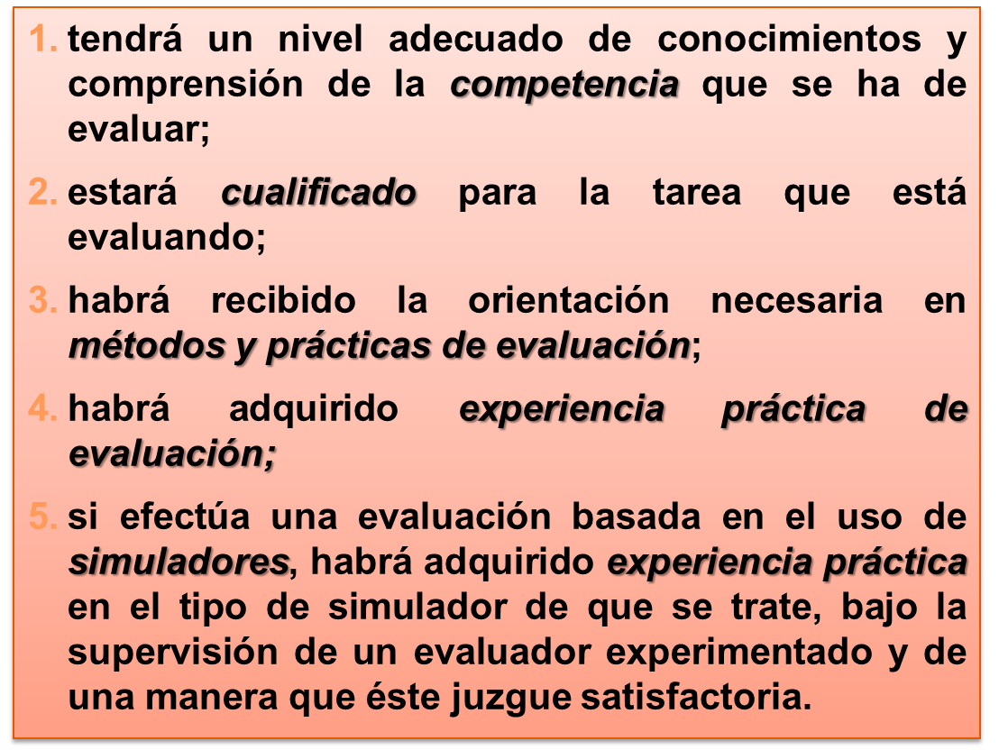 1. tendrá un nivel adecuado de conocimientos y
comprensión de la competencia que se ha de
evaluar;
2. estará cualificado para la tarea que está
evaluando;
3. habrá recibido la orientación necesaria en
métodos y prácticas de evaluación;
4. habrá adquirido experiencia práctica de
evaluación;
5. si efectúa una evaluación basada en el uso de
simuladores, habrá adquirido experiencia práctica
en el tipo de simulador de que se trate, bajo la
supervisión de un evaluador experimentado y de
una manera que éste juzgue satisfactoria.